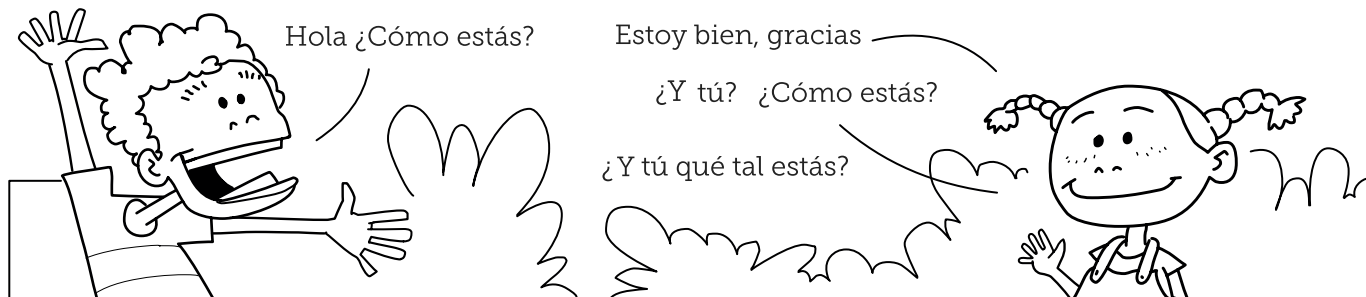 Hola ¿Cómo estás?
Estoy bien, gracias
¿Y tú? ¿Cómo estás?
¿Y tú qué tal estás?